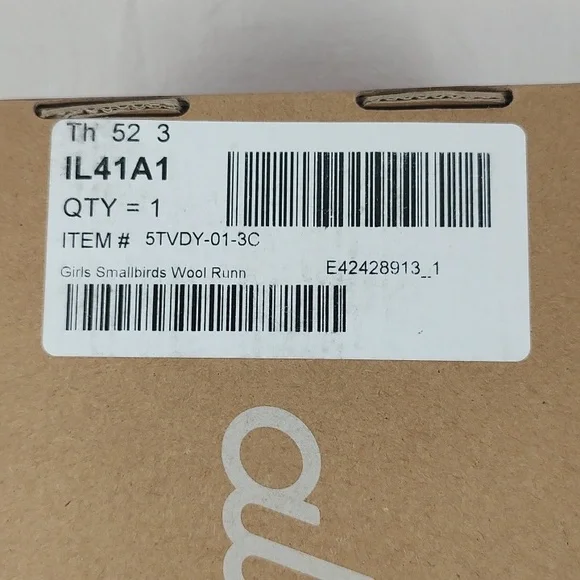 Th 52 3
IL41A1
QTY = 1
ITEM # 5TVDY-01-3C
Girls Smallbirds Wool Runn E42428913_1